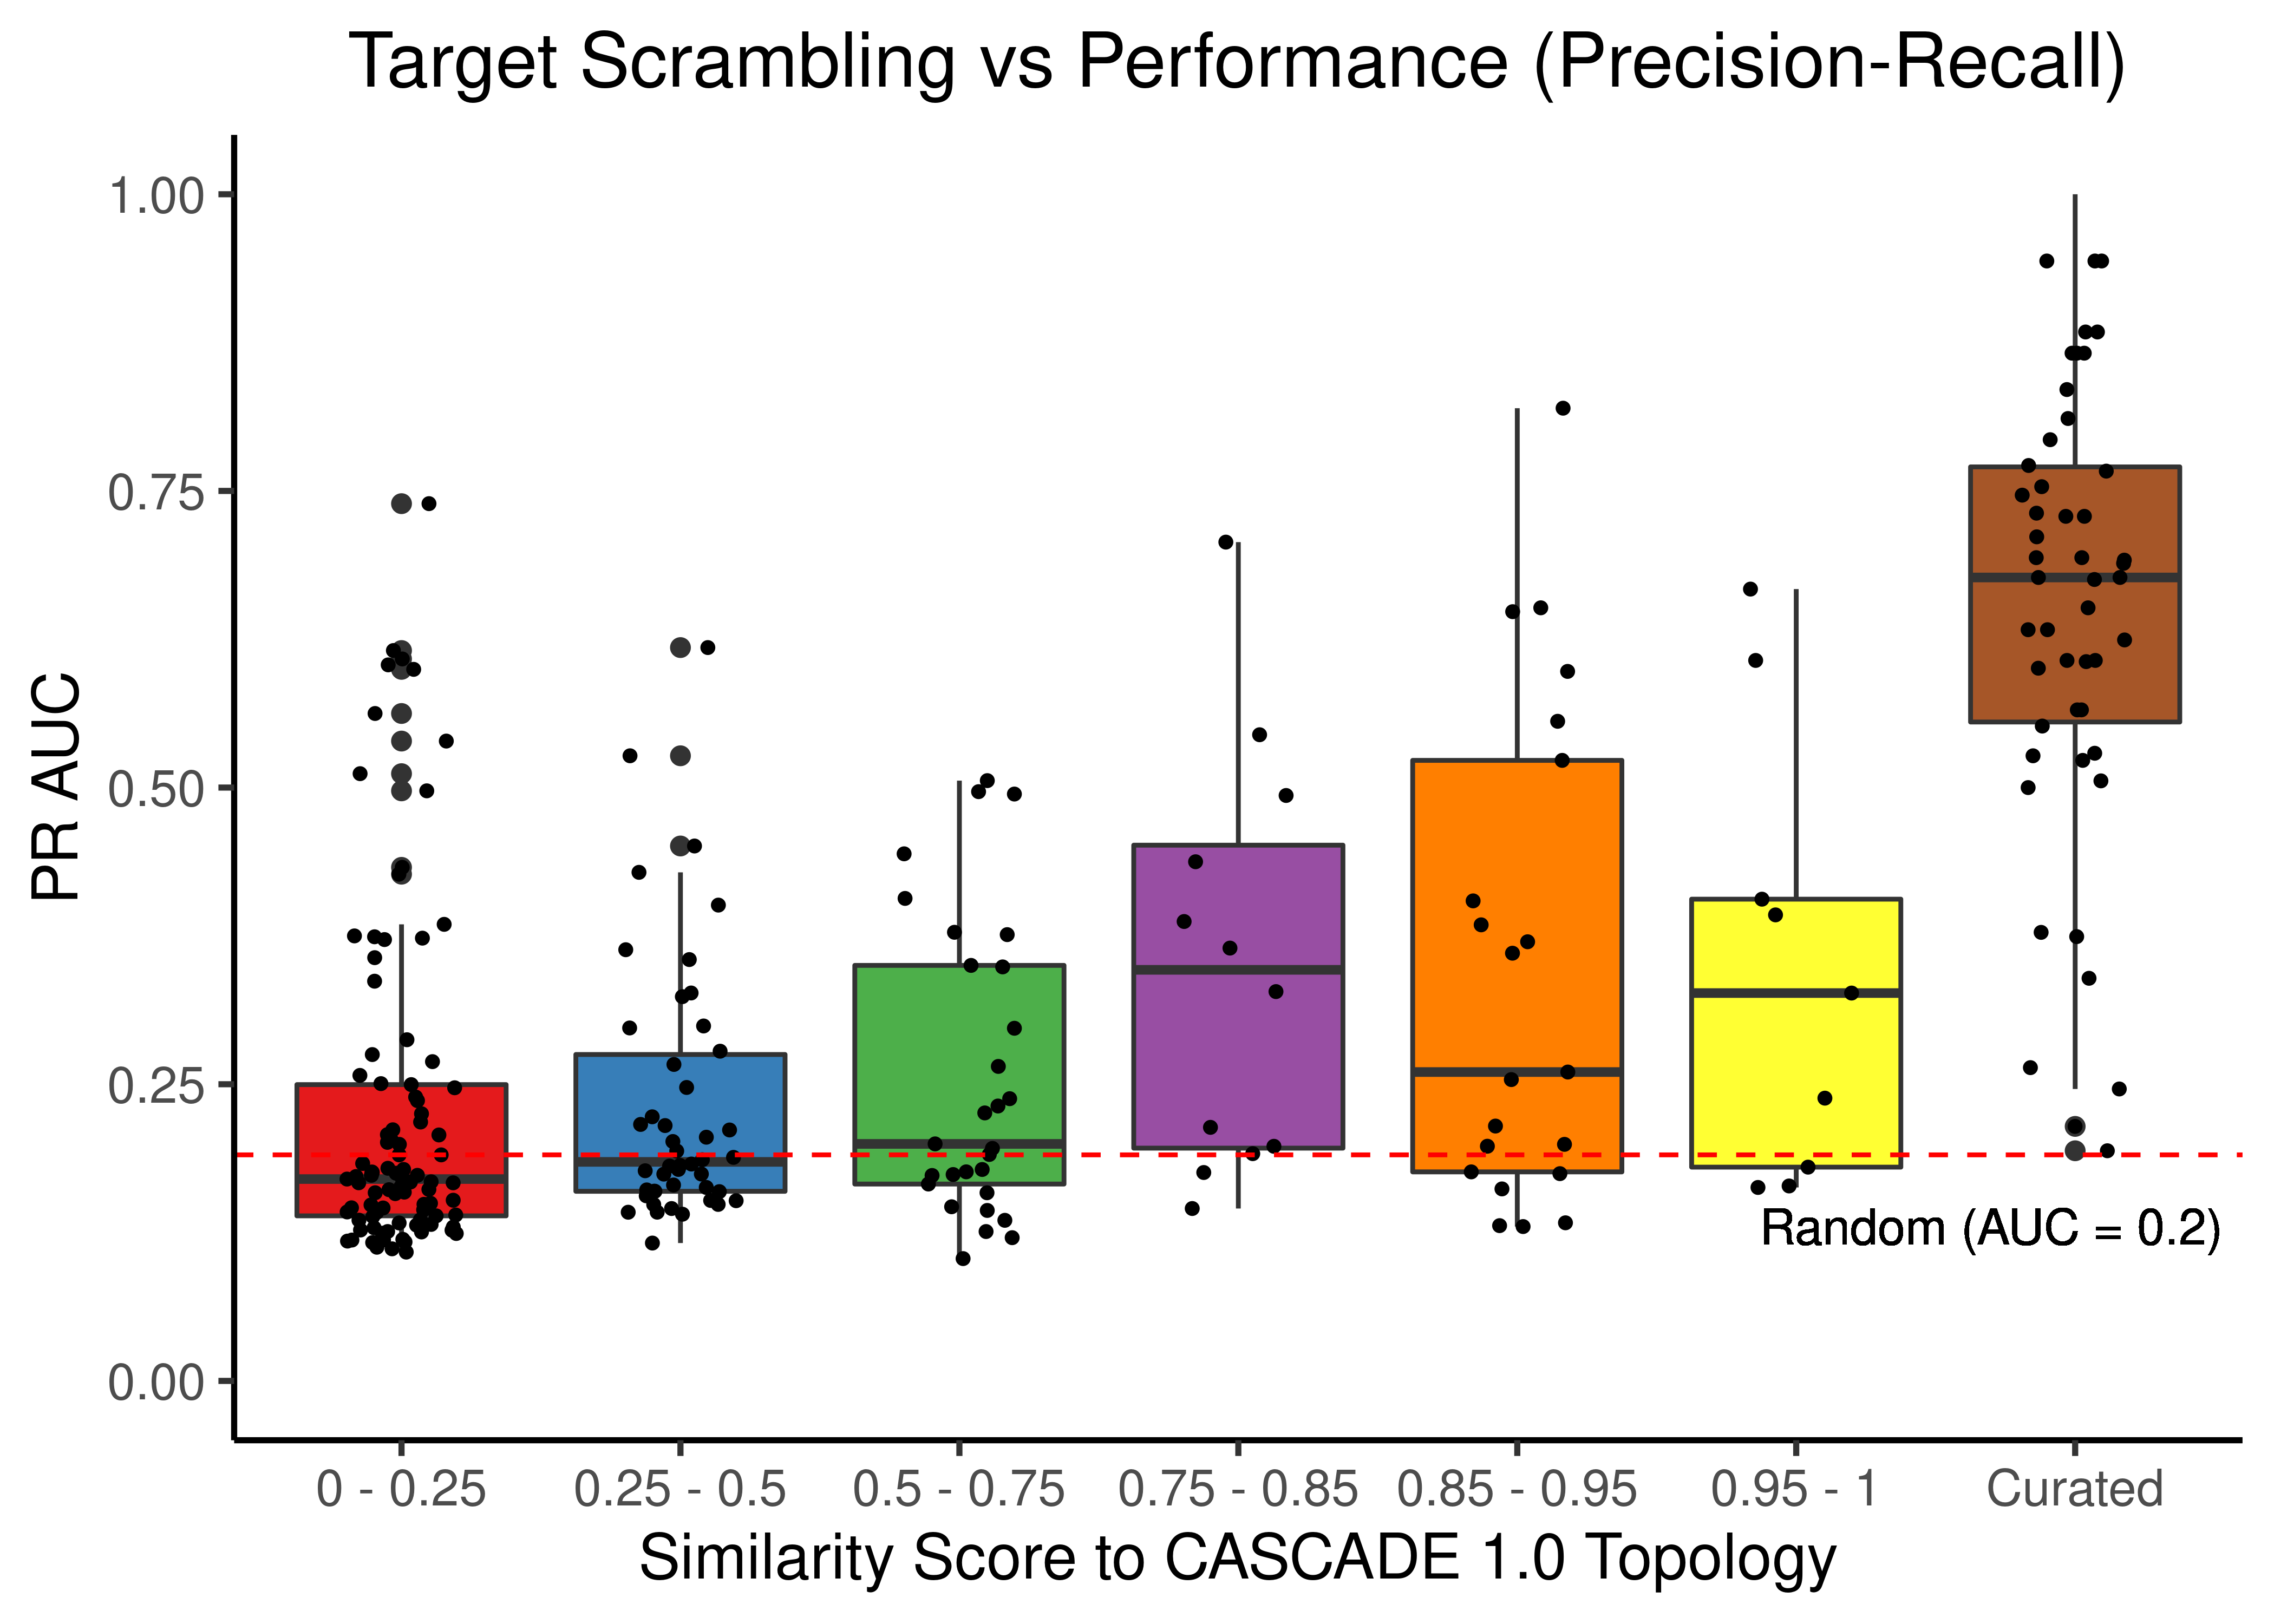 Target Scrambling vs Performance (Precision-Recall)
PR AUC
1.00
0.75
0.50
0.25
0.00
Random (AUC = 0.2)
0 - 0.25 0.25 - 0.5 0.5 - 0.75 0.75 - 0.85 0.85 - 0.95 0.95 - 1 Curated
Similarity Score to CASCADE 1.0 Topology